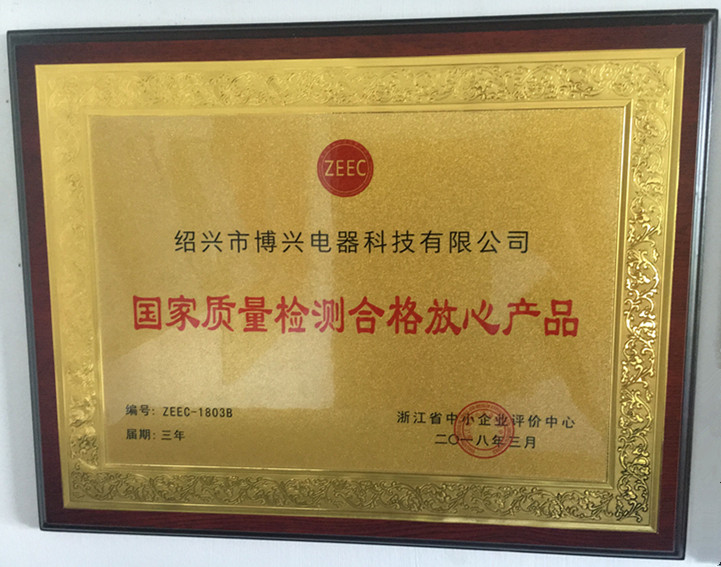 ZEEC
绍兴市博兴电器科技有限公司
国家质量检测合格放心产品
编号: ZEEC-1803B
届期: 三年
浙江省中小企业评价中心
二〇一八年三月